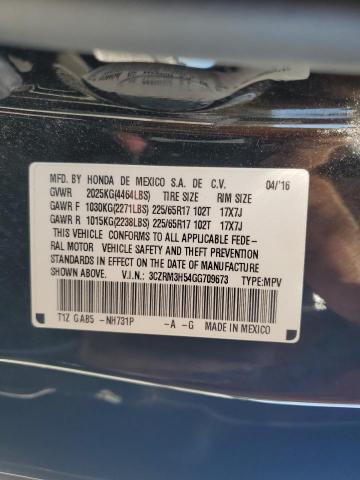 MFD. BY HONDA DE MEXICO S.A. DE C.V. 04/'16
GVWR 2025KG(4464LBS) TIRE SIZE RIM SIZE
GAWR F 1030KG(2271LBS) 225/65R17 102T 17X7J
GAWR R 1015KG(2238LBS) 225/65R17 102T 17X7J
THIS VEHICLE CONFORMS TO ALL APPLICABLE FEDE-
RAL MOTOR VEHICLE SAFETY AND THEFT PREVENTION
STANDARDS IN EFFECT ON THE DATE OF MANUFACTURE
SHOWN ABOVE. V.I.N.: 3CZRM3H54GG709673 TYPE:MPV
T1Z GAB5 -NH731P -A -G MADE IN MEXICO